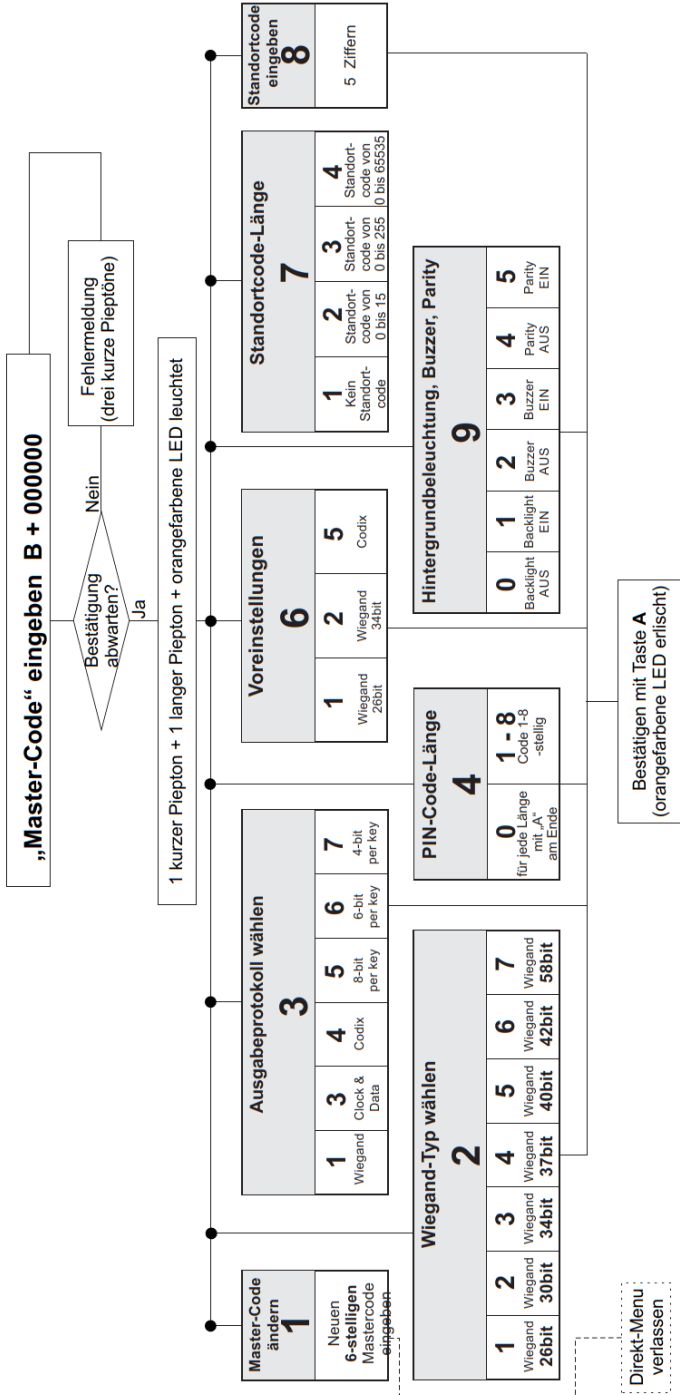 „Master-Code“ eingeben B + 000000
Bestätigung
abwarten?
Nein
Ja
Fehlermeldung
(drei kurze Pieptöne)
1 kurzer Piepton + 1 langer Piepton + orangefarbene LED leuchtet
Master-Code
ändern
1
Neuen
6-stelligen
Mastercode
eingeben
Ausgabeprotokoll wählen
3
1 3 4 5 6 7
Wiegand Clock & Codix 8-bit 6-bit 4-bit
Data per key per key per key
Voreinstellungen
6
1 2 5
Wiegand Wiegand Codix
26bit 34bit
Standortcode-Länge
7
1 2 3 4
Kein Standort- Standort- Standort-
Standort- code von code von code von
code 0 bis 15 0 bis 255 0 bis 65535
Standortcode
eingeben
8
5 Ziffern
Wiegand-Typ wählen
2
1 2 3 4 5 6 7
Wiegand Wiegand Wiegand Wiegand Wiegand Wiegand Wiegand
26bit 30bit 34bit 37bit 40bit 42bit 58bit
PIN-Code-Länge
4
0 1 - 8
für jede Länge Code 1-8
mit „A“ -stellig
am Ende
Hintergrundbeleuchtung, Buzzer, Parity
9
0 1 2 3 4 5
Backlight Backlight Buzzer Buzzer Parity Parity
AUS EIN AUS EIN AUS EIN
Direkt-Menu
verlassen
Bestätigen mit Taste A
(orangefarbene LED erlischt)